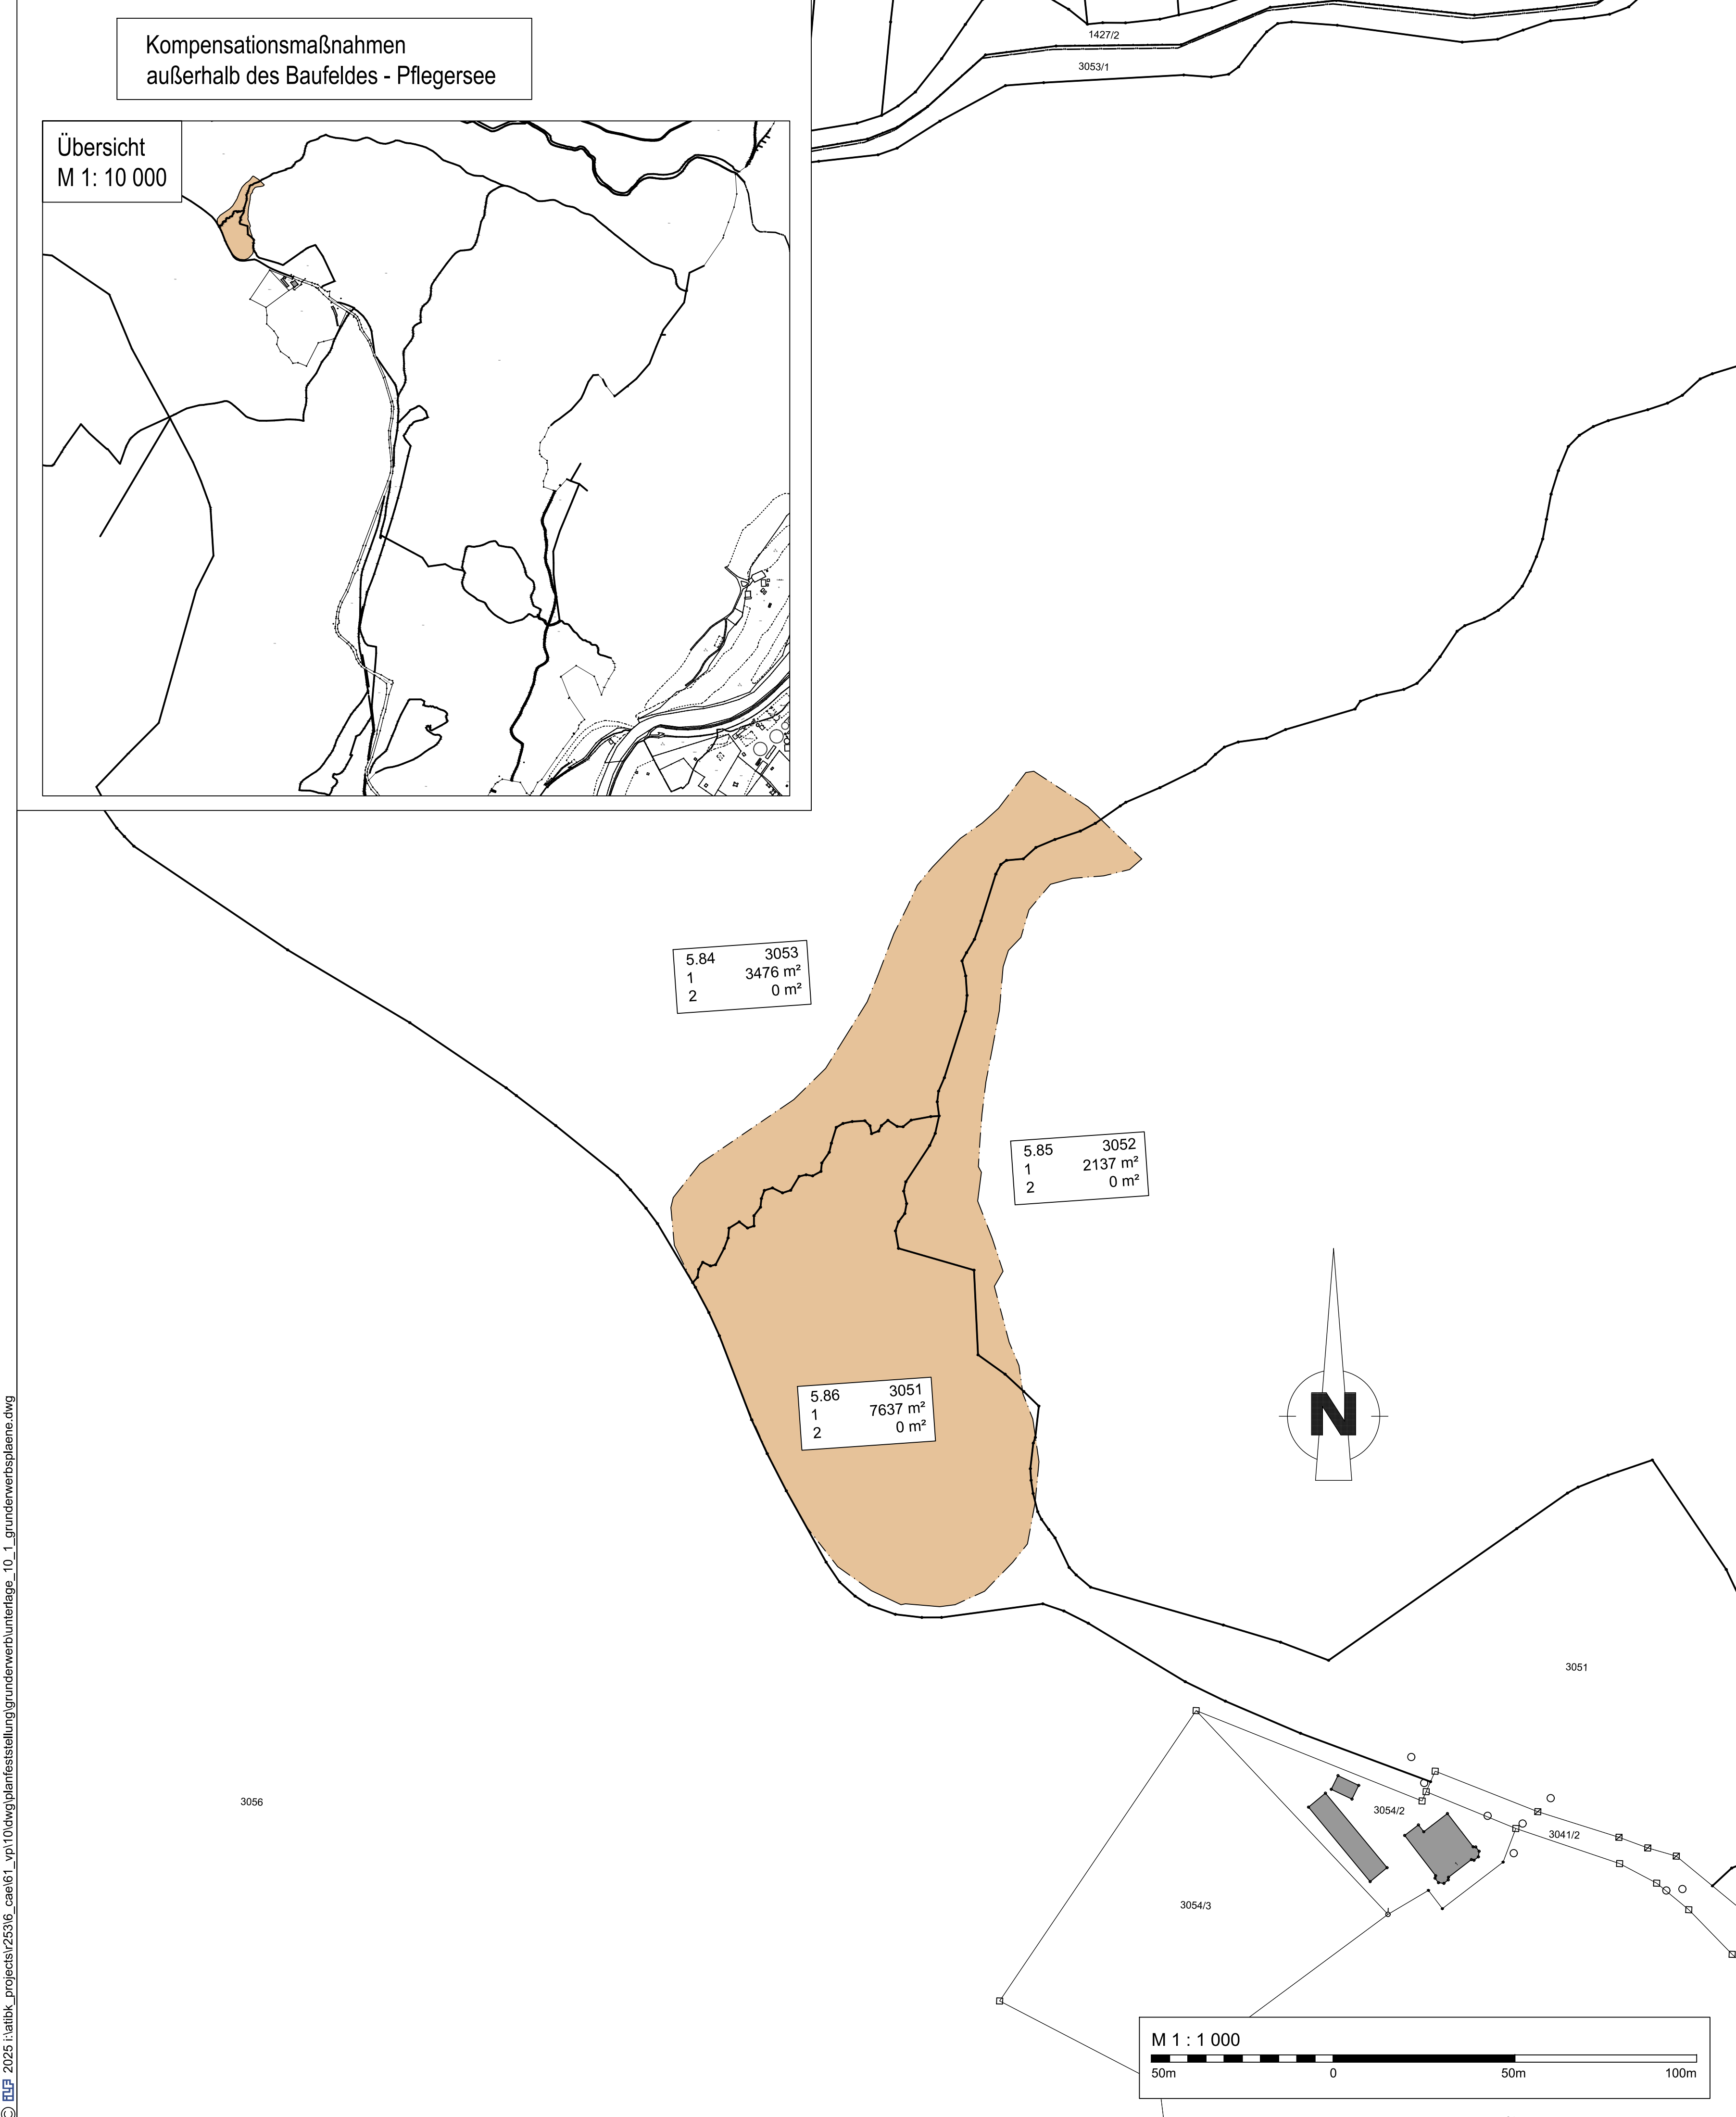 Kompensationsmaßnahmen
außerhalb des Baufeldes - Pflegersee
Übersicht
M 1: 10 000
1427/2
3053/1
5.84 3053
1 3476 m²
2 0 m²
5.85 3052
1 2137 m²
2 0 m²
5.86 3051
1 7637 m²
2 0 m²
N
3051
3056
3054/2
3041/2
3054/3
M 1 : 1 000
50m 0 50m 100m
© 2025 i:\atibk_projects\r253\6_cae\61_vp\10\dwg\planfeststellung\grunderwerb\unterlage_10_1_grunderwerbsplaene.dwg